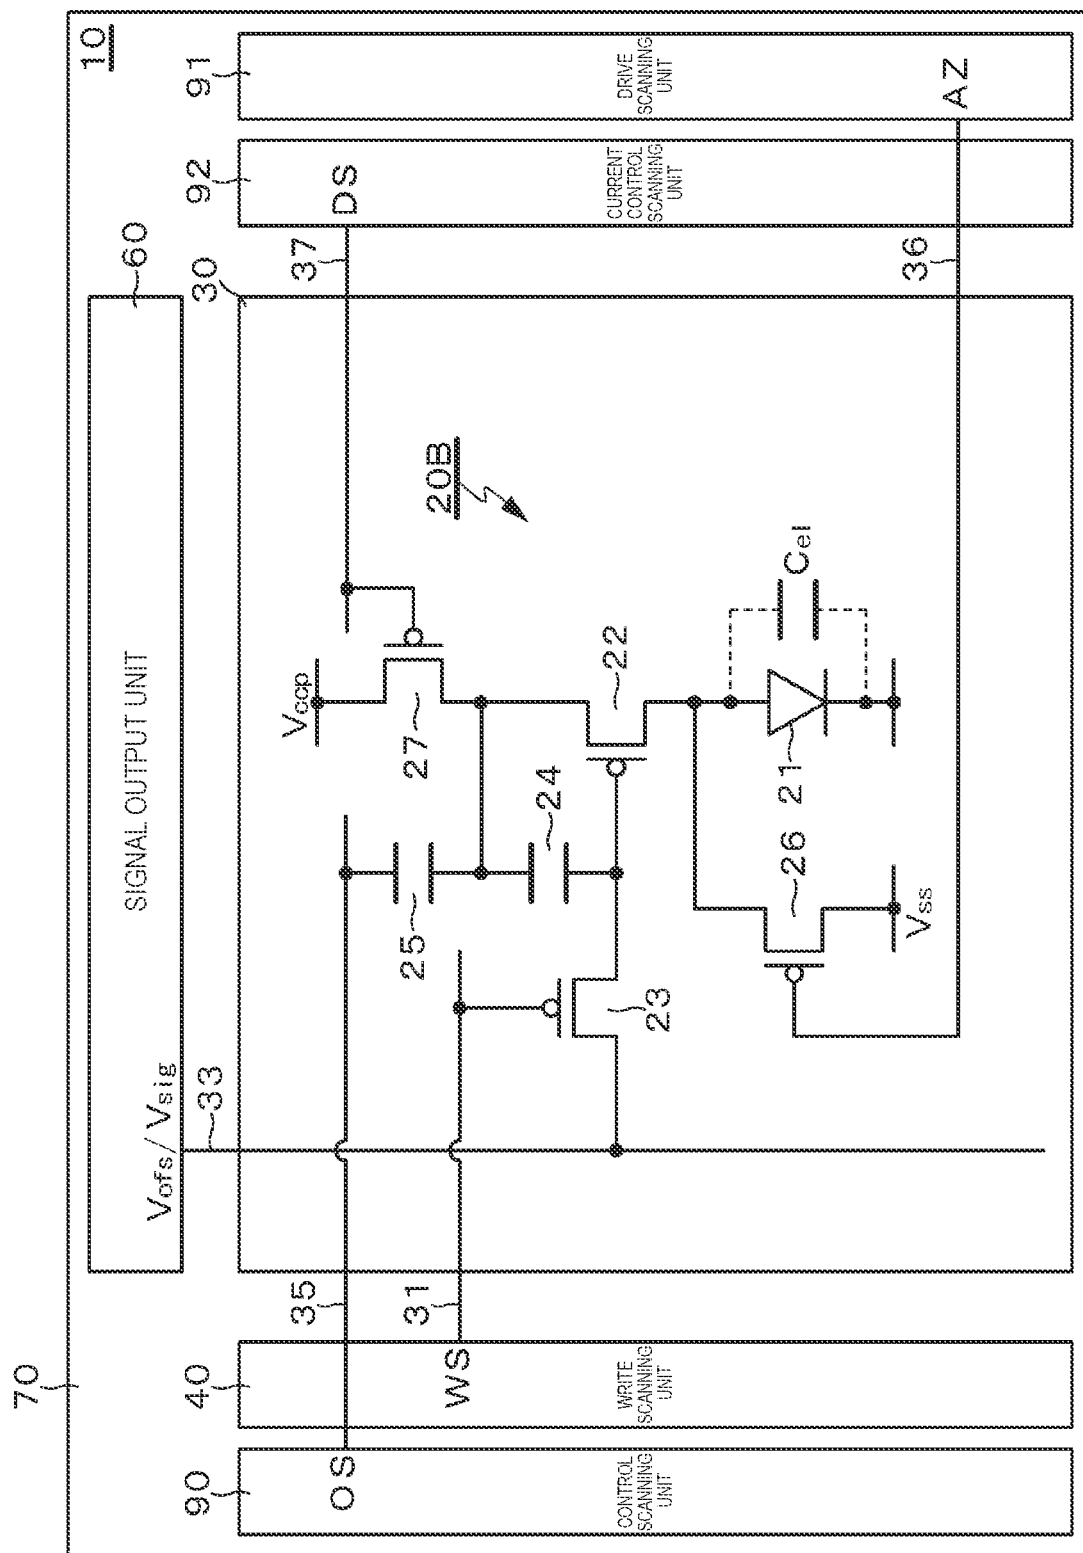 10
70
60
SIGNAL OUTPUT UNIT
Vofs/Vsig
33
30
90
OS
CONTROL
SCANNING
UNIT
35
40
WS
WRITE
SCANNING
UNIT
31
92
DS
CURRENT
CONTROL
SCANNING
UNIT
37
91
AZ
DRIVE
SCANNING
UNIT
36
20B
Vccp
27
25
24
22
23
26
21
Cel
Vss